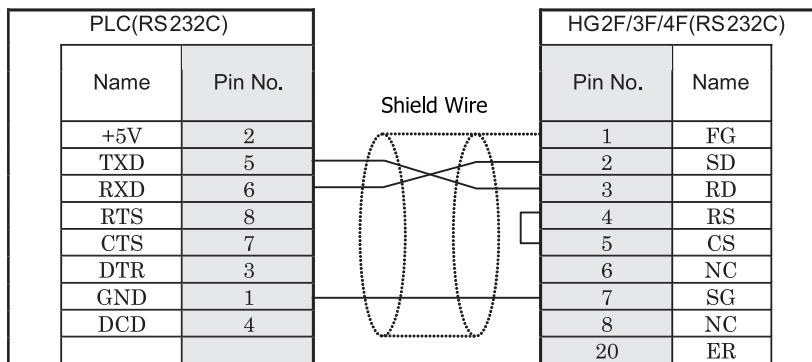 PLC(RS232C) HG2F/3F/4F(RS232C)
Name Pin No. Pin No. Name
Shield Wire
+5V 2 1 FG
TXD 5 2 SD
RXD 6 3 RD
RTS 8 4 RS
CTS 7 5 CS
DTR 3 6 NC
GND 1 7 SG
DCD 4 8 NC
20 ER